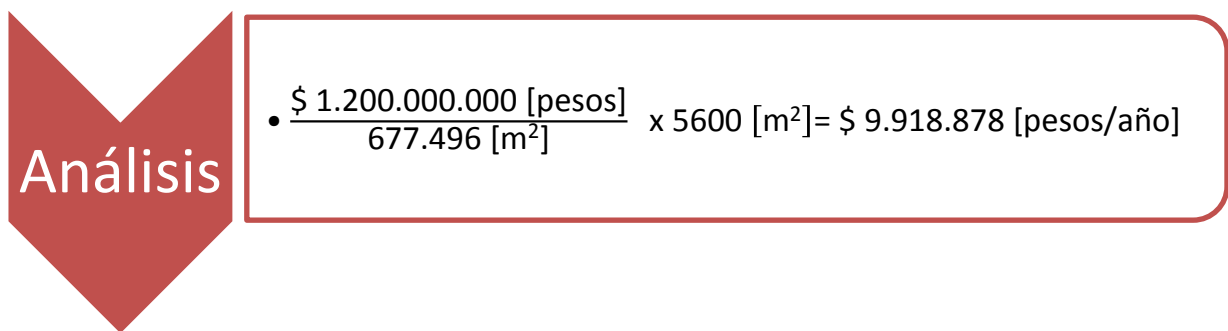 Análisis
• $ 1.200.000.000 [pesos]
677.496 [m²]
x 5600 [m²]= $ 9.918.878 [pesos/año]